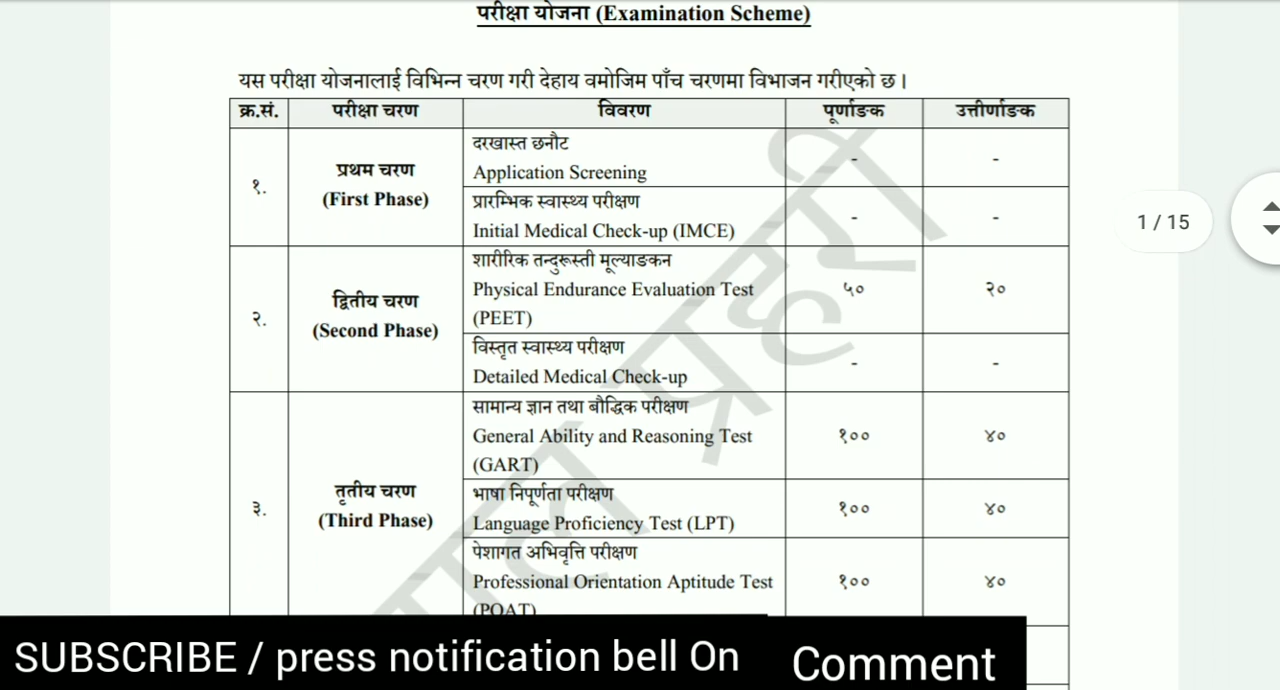 परीक्षा योजना (Examination Scheme)
यस परीक्षा योजनालाई विभिन्न चरण गरी देहाय वमोजिम पाँच चरणमा विभाजन गरीएको छ।
क्र.सं. परीक्षा चरण विवरण पूर्णाङक उत्तीर्णाङक
१. प्रथम चरण (First Phase)
दरखास्त छनौट
Application Screening - -
प्रारम्भिक स्वास्थ्य परीक्षण
Initial Medical Check-up (IMCE) - -
२. द्वितीय चरण (Second Phase)
शारीरिक तन्दुरूस्ती मूल्याङकन
Physical Endurance Evaluation Test ५० २०
(PEET)
विस्तृत स्वास्थ्य परीक्षण
Detailed Medical Check-up - -
३. तृतीय चरण (Third Phase)
सामान्य ज्ञान तथा बौद्धिक परीक्षण
General Ability and Reasoning Test १०० ४०
(GART)
भाषा निपूर्णता परीक्षण
Language Proficiency Test (LPT) १०० ४०
पेशागत अभिवृत्ति परीक्षण
Professional Orientation Aptitude Test १०० ४०
(POAT)
1 / 15
SUBSCRIBE / press notification bell On
Comment